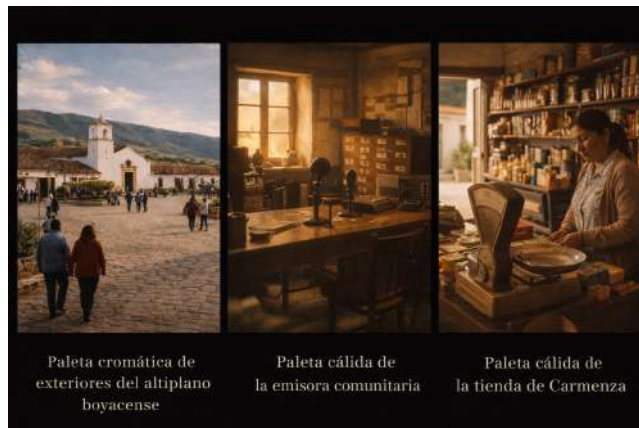 Paleta cromática de
exteriores del altiplano
boyacense
Paleta cálida de
la emisora comunitaria
Paleta cálida de
la tienda de Carmenza